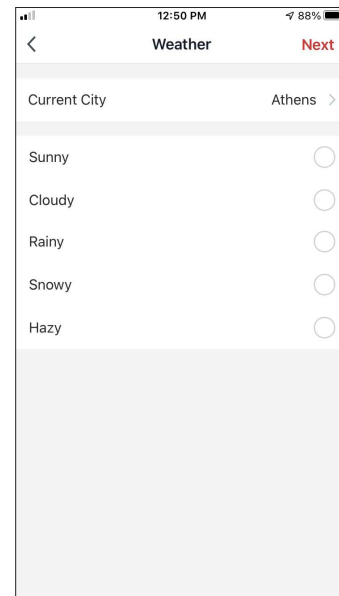 12:50 PM 88%
Weather Next
Current City Athens
Sunny
Cloudy
Rainy
Snowy
Hazy